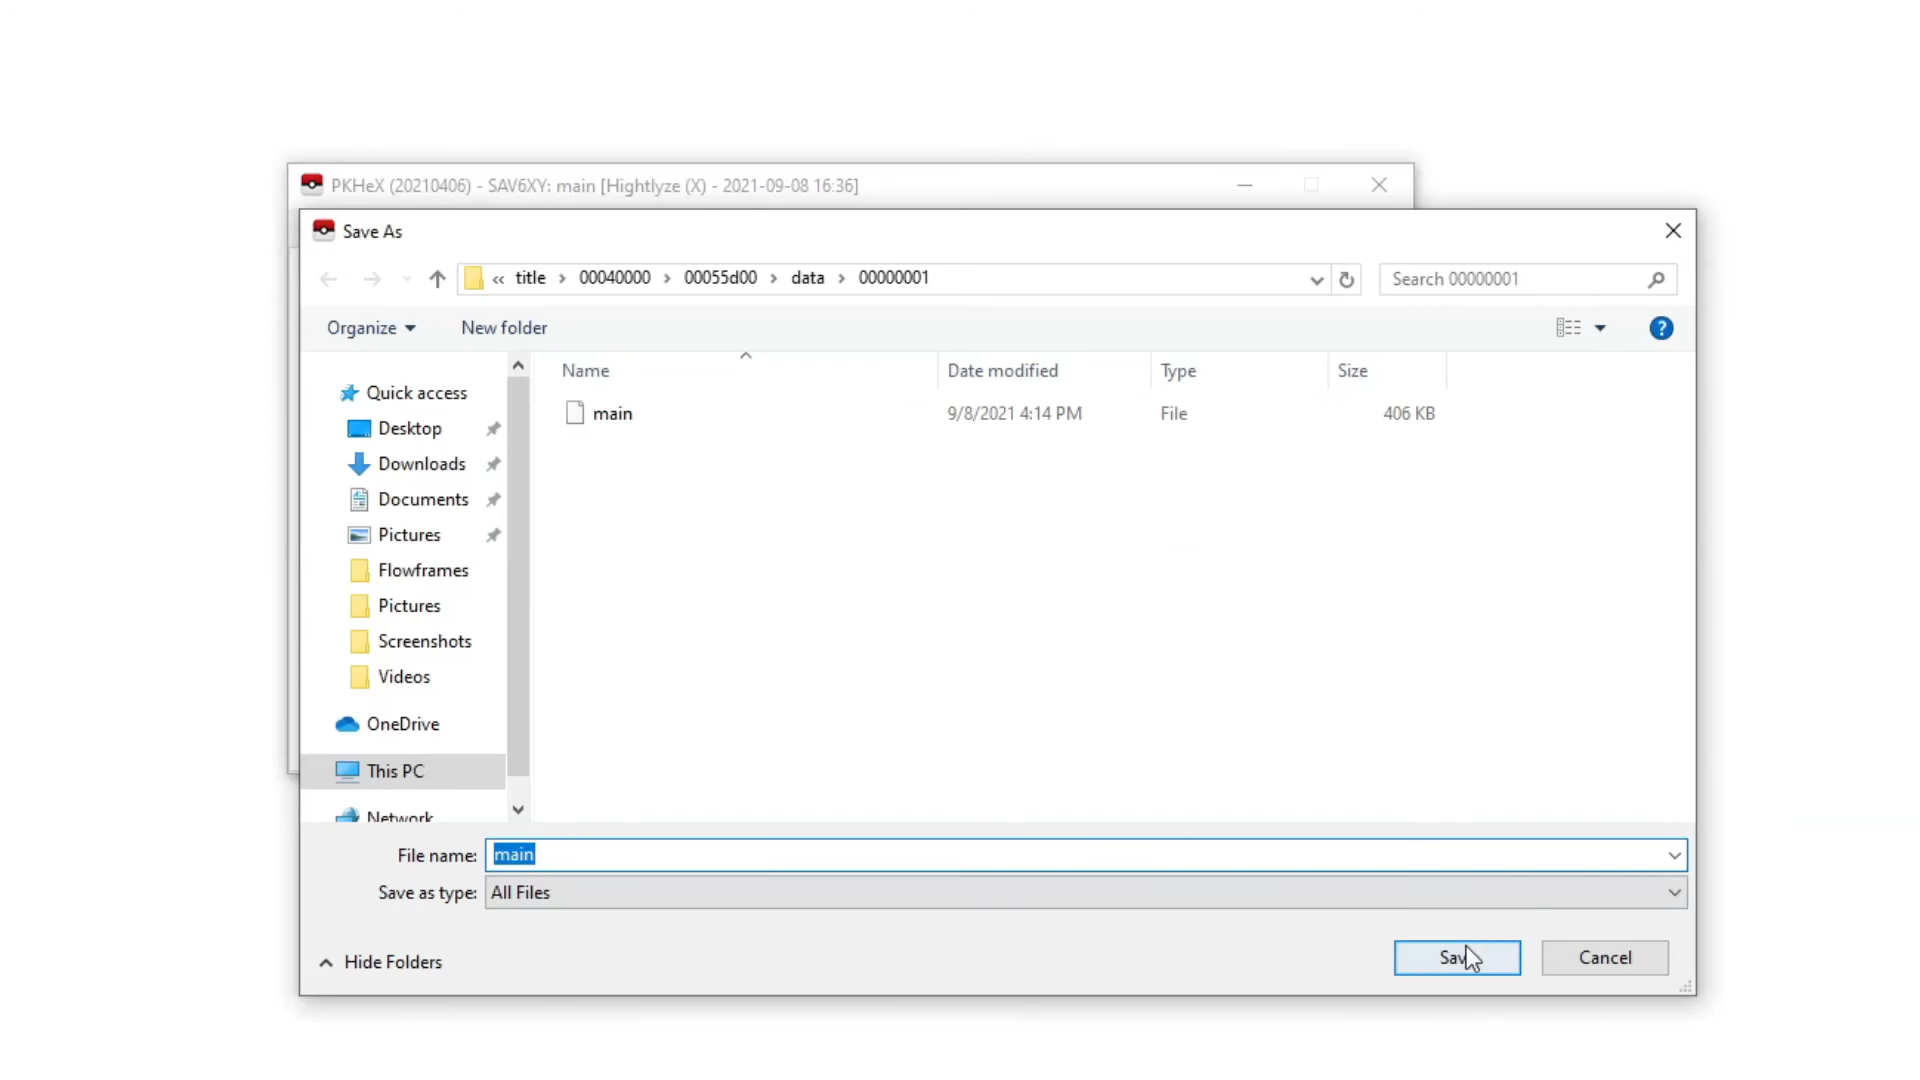 PKHeX (20210406) - SAV6XY: main [Hightlyze (X) - 2021-09-08 16:36]
Save As
« title › 00040000 › 00055d00 › data › 00000001
Search 00000001
Organize
New folder
Name
Date modified
Type
Size
main
9/8/2021 4:14 PM
File
406 KB
Quick access
Desktop
Downloads
Documents
Pictures
Flowframes
Pictures
Screenshots
Videos
OneDrive
This PC
Network
File name: main
Save as type: All Files
Hide Folders
Save
Cancel